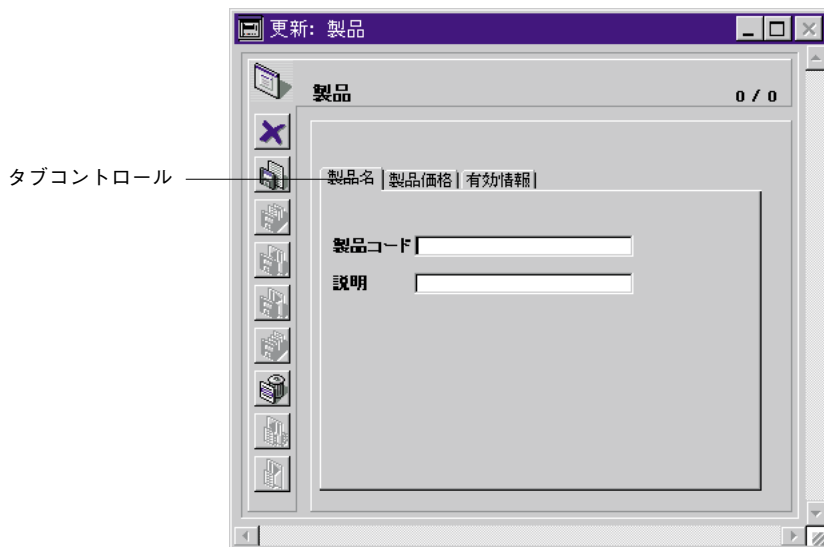 更新: 製品
製品
0 / 0
タブコントロール
製品名 製品価格 有効情報
製品コード
説明